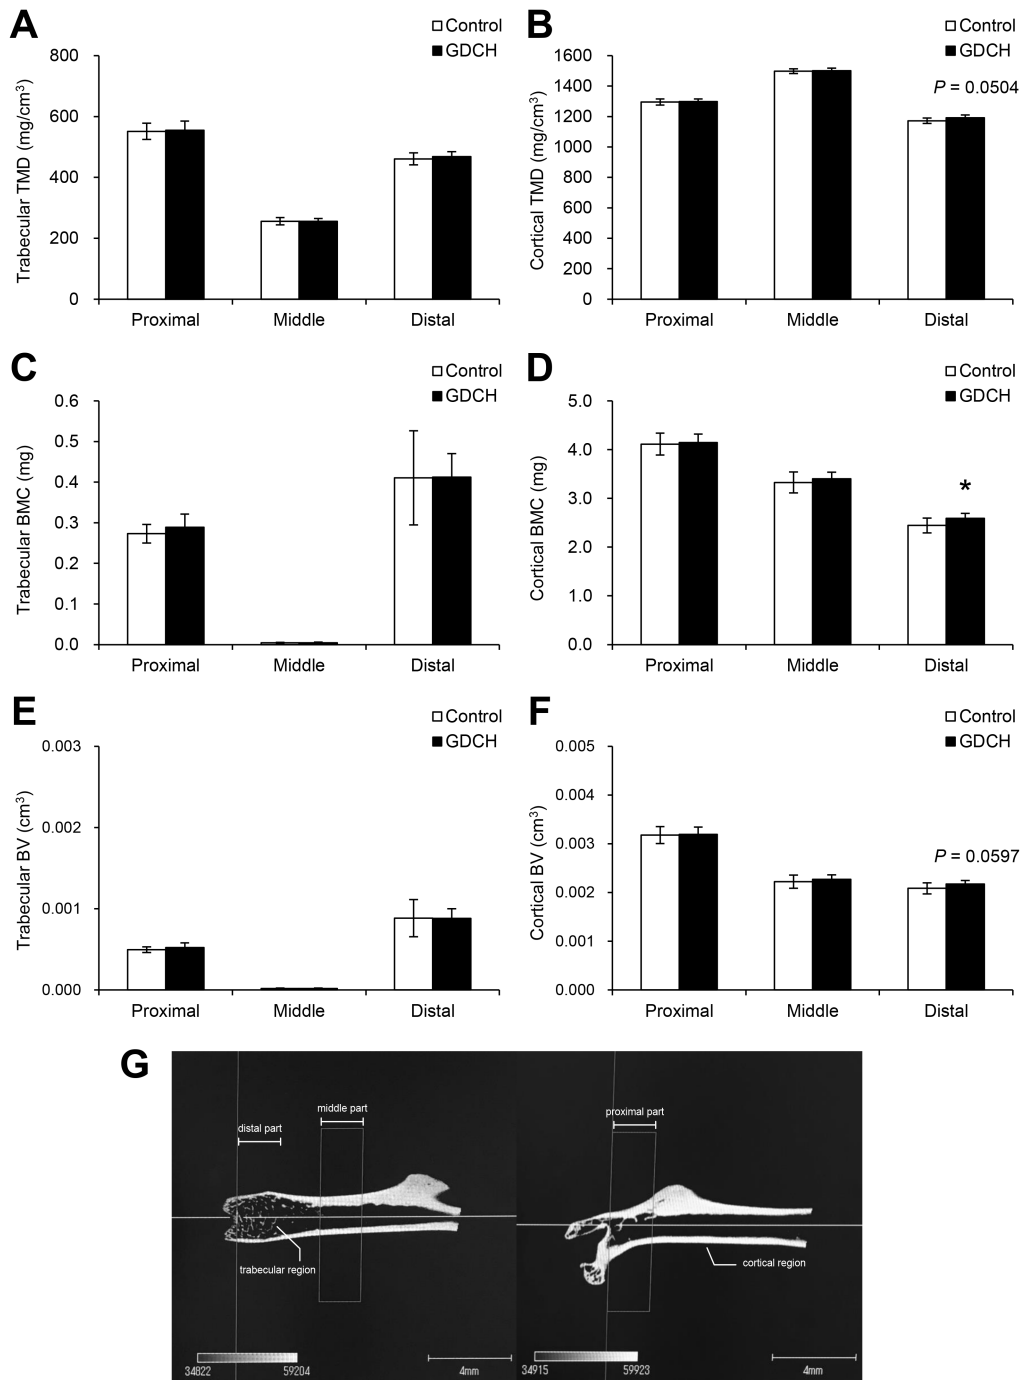 A
Control
GDCH
Trabecular TMD (mg/cm³)
800
600
400
200
0
Proximal Middle Distal
B
Control
GDCH
Cortical TMD (mg/cm³)
1600
1400
1200
1000
800
600
400
200
0
P = 0.0504
Proximal Middle Distal
C
Control
GDCH
Trabecular BMC (mg)
0.6
0.5
0.4
0.3
0.2
0.1
0.0
Proximal Middle Distal
D
Control
GDCH
Cortical BMC (mg)
5.0
4.0
3.0
2.0
1.0
0.0
*
Proximal Middle Distal
E
Control
GDCH
Trabecular BV (cm³)
0.003
0.002
0.001
0.000
Proximal Middle Distal
F
Control
GDCH
Cortical BV (cm³)
0.005
0.004
0.003
0.002
0.001
0.000
P = 0.0597
Proximal Middle Distal
G
middle part
distal part
trabecular region
34822 59204
4mm
proximal part
cortical region
34915 59923
4mm